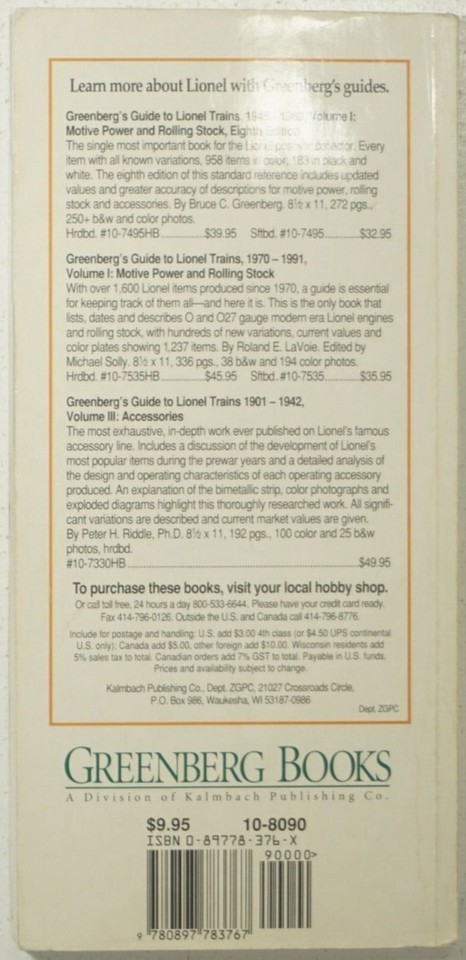 Learn more about Lionel with Greenberg's guides.
Greenberg's Guide to Lionel Trains, 1945 - 1969, Volume I:
Motive Power and Rolling Stock, Eighth Edition
The single most important book for the Lionel postwar collector. Every
item with all known variations, 958 items in color, 183 in black and
white. The eighth edition of this standard reference includes updated
values and greater accuracy of descriptions for motive power, rolling
stock and accessories. By Bruce C. Greenberg. 8½ x 11, 272 pgs.,
250+ b&w and color photos.
Hrdbd. #10-7495HB..............$39.95 Sftbd. #10-7495...........$32.95
Greenberg's Guide to Lionel Trains, 1970 – 1991,
Volume I: Motive Power and Rolling Stock
With over 1,600 Lionel items produced since 1970, a guide is essential
for keeping track of them all—and here it is. This is the only book that
lists, dates and describes O and O27 gauge modern era Lionel engines
and rolling stock, with hundreds of new variations, current values and
color plates showing 1,237 items. By Roland E. LaVoie. Edited by
Michael Solly. 8½ x 11, 336 pgs., 38 b&w and 194 color photos.
Hrdbd. #10-7535HB..............$45.95 Sftbd. #10-7535...........$35.95
Greenberg's Guide to Lionel Trains 1901 – 1942,
Volume III: Accessories
The most exhaustive, in-depth work ever published on Lionel's famous
accessory line. Includes a discussion of the development of Lionel's
most popular items during the prewar years and a detailed analysis of
the design and operating characteristics of each operating accessory
produced. An explanation of the bimetallic strip, color photographs and
exploded diagrams highlight this thoroughly researched work. All signifi-
cant variations are described and current market values are given.
By Peter H. Riddle, Ph.D. 8½ x 11, 192 pgs., 100 color and 25 b&w
photos, hrdbd.
#10-7330HB..............................................................$49.95
To purchase these books, visit your local hobby shop.
Or call toll free, 24 hours a day 800-533-6644. Please have your credit card ready.
Fax 414-796-0126. Outside the U.S. and Canada call 414-796-8776.
Include for postage and handling: U.S. add $3.00 4th class (or $4.50 UPS continental
U.S. only); Canada add $5.00, other foreign add $10.00. Wisconsin residents add
5% sales tax to total. Canadian orders add 7% GST to total. Payable in U.S. funds.
Prices and availability subject to change.
Kalmbach Publishing Co., Dept. ZGPC, 21027 Crossroads Circle,
P.O. Box 986, Waukesha, WI 53187-0986
Dept. ZGPC
GREENBERG BOOKS
A Division of Kalmbach Publishing Co.
$9.95 10-8090
ISBN 0-89778-376-X
90000>
9 780897 783767